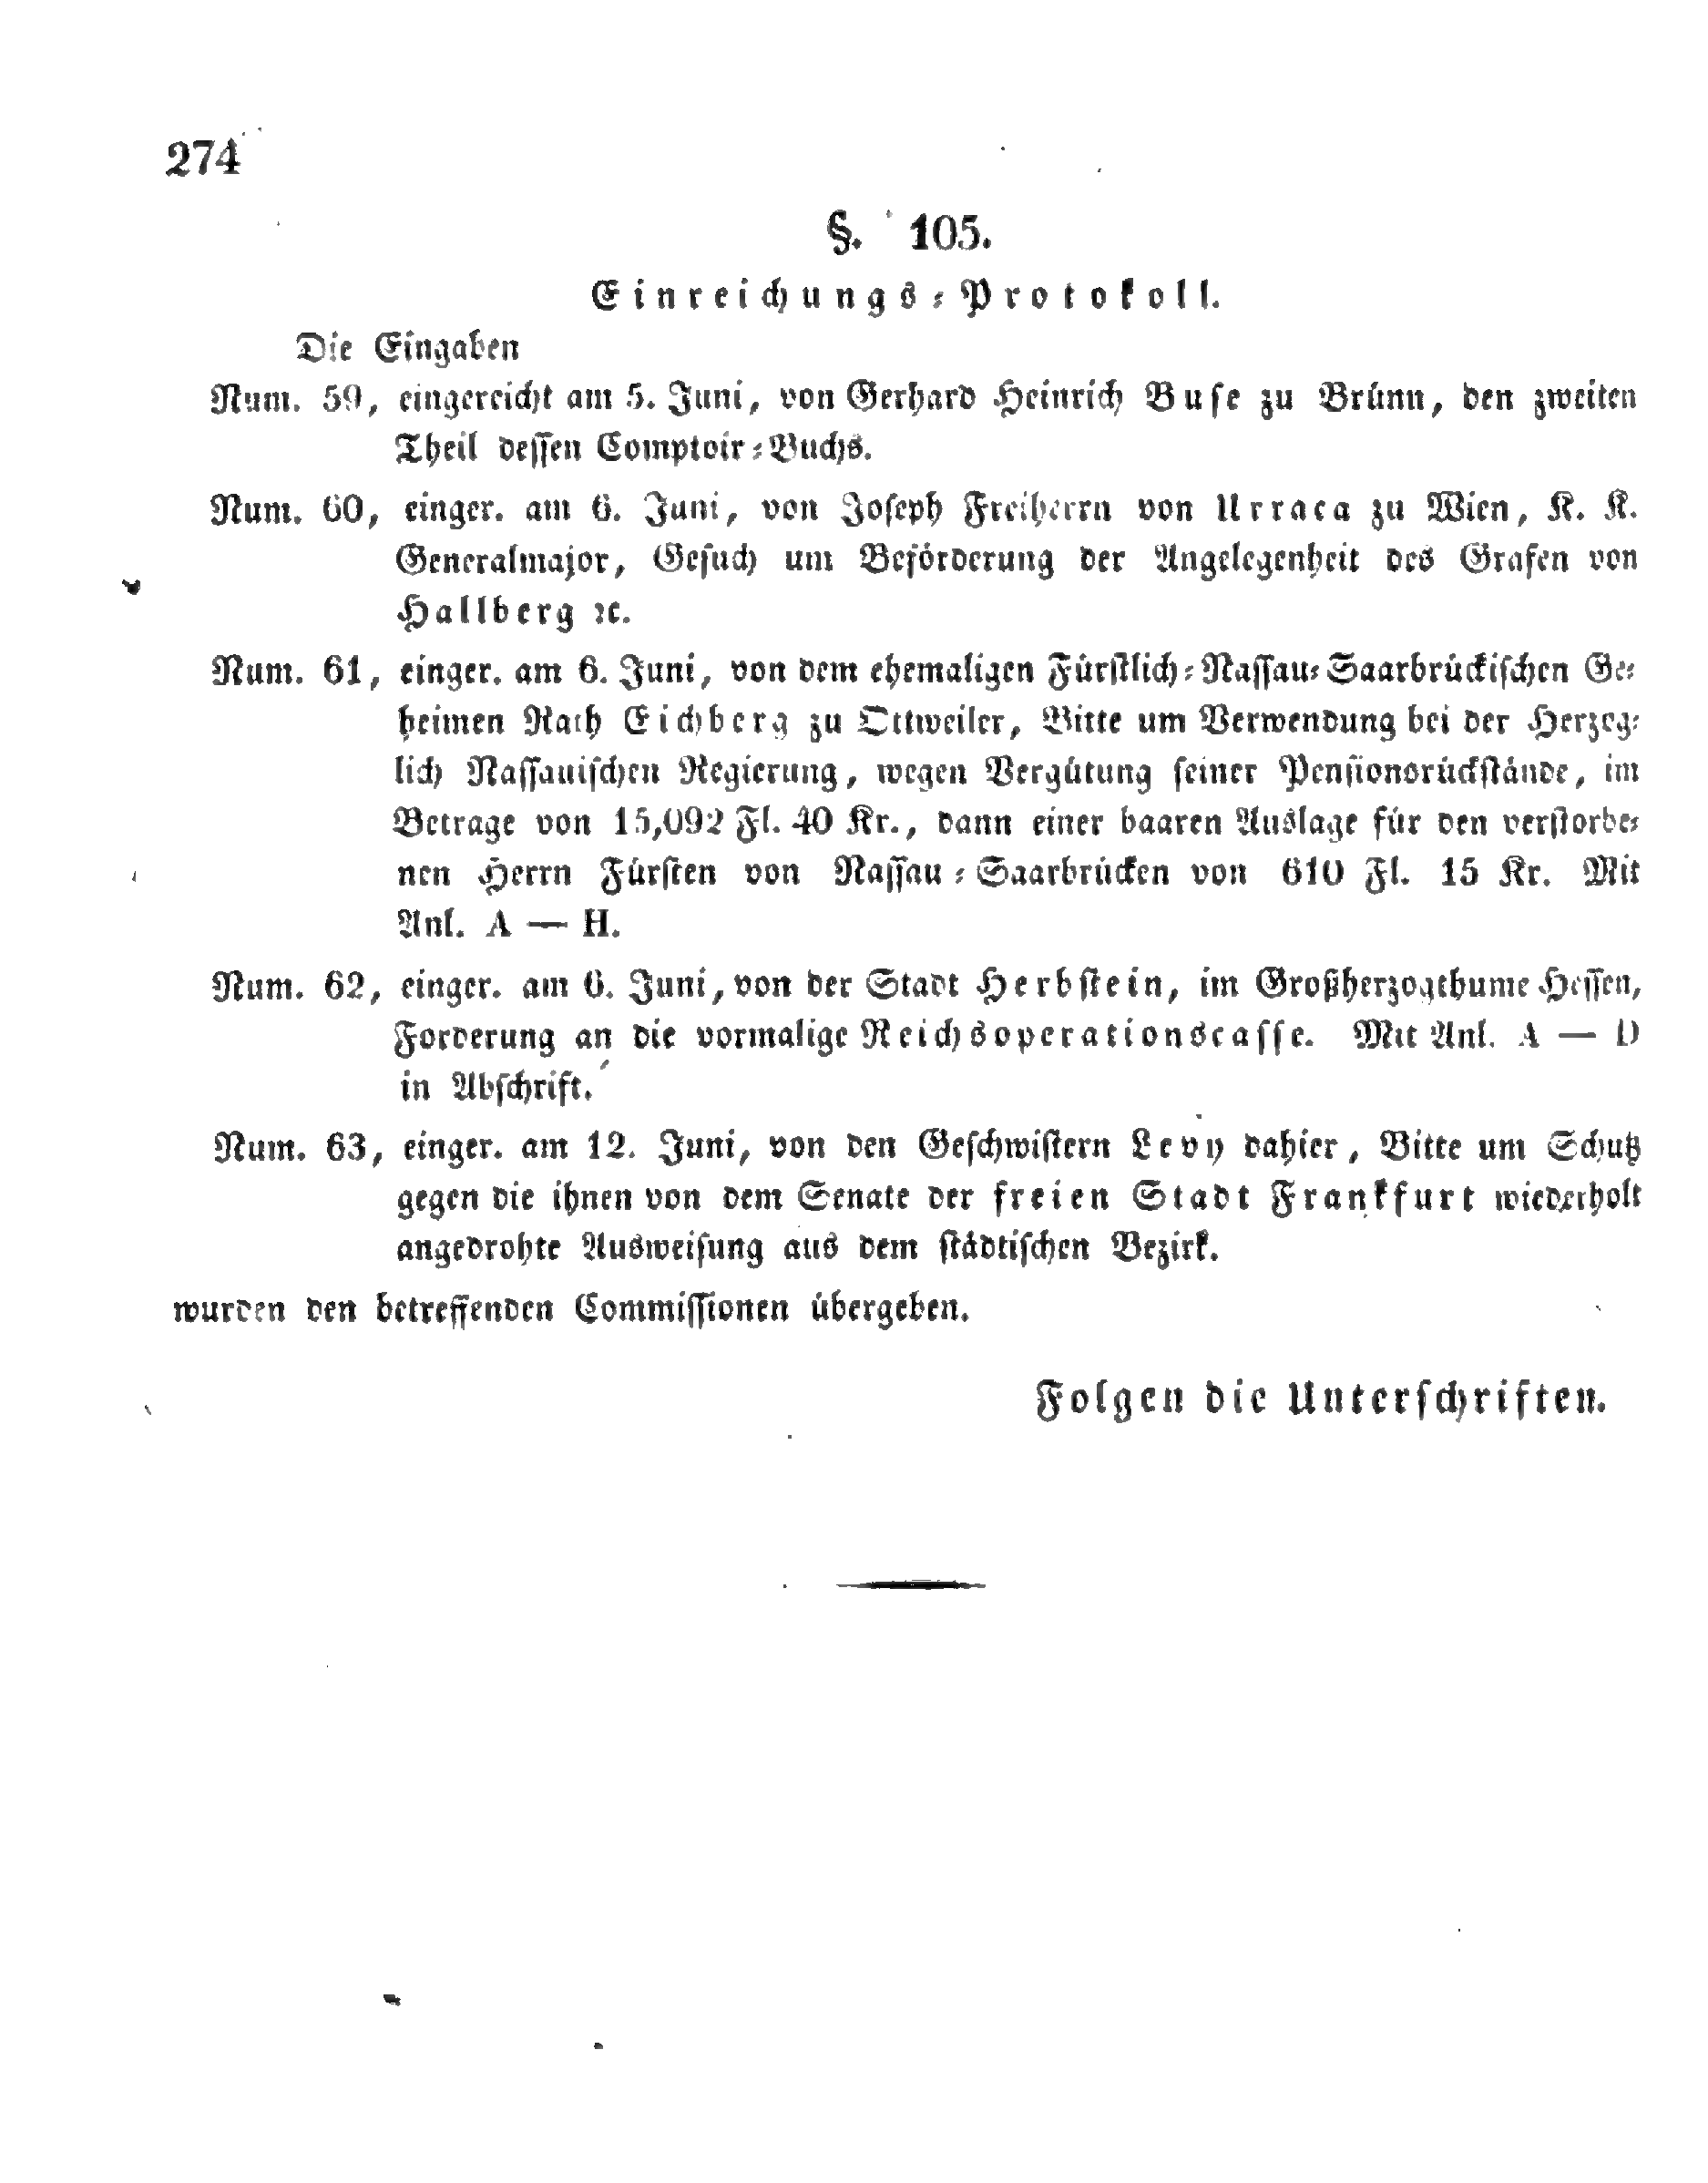 274
§. 105.
Einreichungs-Protokoll.
Die Eingaben
Num. 59, eingereicht am 5. Juni, von Gerhard Heinrich Buse zu Brünn, den zweiten
Theil dessen Comptoir-Buchs.
Num. 60, einger. am 6. Juni, von Joseph Freiherrn von Urraca zu Wien, K. K.
Generalmajor, Gesuch um Beförderung der Angelegenheit des Grafen von
Hallberg ꝛc.
Num. 61, einger. am 6. Juni, von dem ehemaligen Fürstlich-Nassau-Saarbrückischen Ge-
heimen Rath Eichberg zu Ottweiler, Bitte um Verwendung bei der Herzog-
lich Nassauischen Regierung, wegen Vergütung seiner Pensionsrückstände, im
Betrage von 15,092 Fl. 40 Kr., dann einer baaren Auslage für den verstorbe-
nen Herrn Fürsten von Nassau-Saarbrücken von 610 Fl. 15 Kr. Mit
Anl. A — H.
Num. 62, einger. am 6. Juni, von der Stadt Herbstein, im Großherzogthume Hessen,
Forderung an die vormalige Reichsoperationscasse. Mit Anl. A — D
in Abschrift.
Num. 63, einger. am 12. Juni, von den Geschwistern Levy dahier, Bitte um Schutz
gegen die ihnen von dem Senate der freien Stadt Frankfurt wiederholt
angedrohte Ausweisung aus dem städtischen Bezirk.
wurden den betreffenden Commissionen übergeben.
Folgen die Unterschriften.